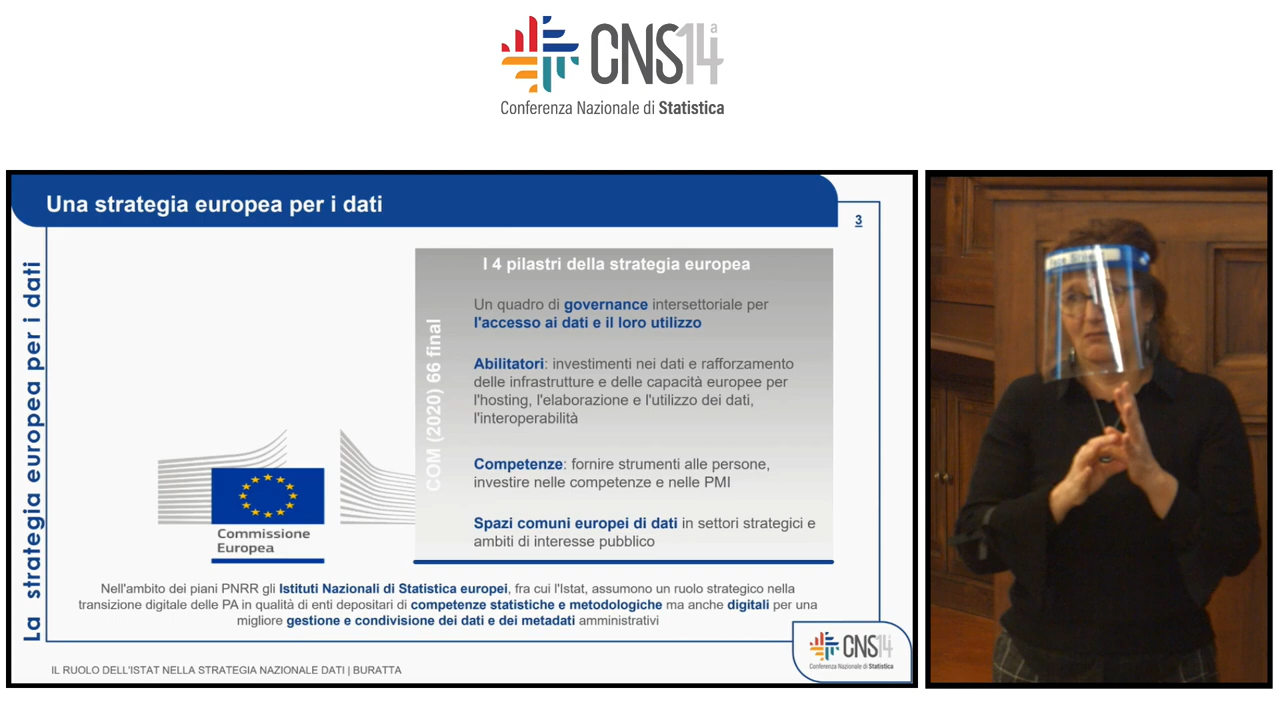 CNS14a
Conferenza Nazionale di Statistica
Una strategia europea per i dati
3
La strategia europea per i dati
I 4 pilastri della strategia europea
COM (2020) 66 final
Un quadro di governance intersettoriale per
l'accesso ai dati e il loro utilizzo
Abilitatori: investimenti nei dati e rafforzamento
delle infrastrutture e delle capacità europee per
l'hosting, l'elaborazione e l'utilizzo dei dati,
l'interoperabilità
Competenze: fornire strumenti alle persone,
investire nelle competenze e nelle PMI
Spazi comuni europei di dati in settori strategici e
ambiti di interesse pubblico
Commissione
Europea
Nell'ambito dei piani PNRR gli Istituti Nazionali di Statistica europei, fra cui l'Istat, assumono un ruolo strategico nella
transizione digitale delle PA in qualità di enti depositari di competenze statistiche e metodologiche ma anche digitali per una
migliore gestione e condivisione dei dati e dei metadati amministrativi
CNS14a
Conferenza Nazionale di Statistica
IL RUOLO DELL'ISTAT NELLA STRATEGIA NAZIONALE DATI | BURATTA